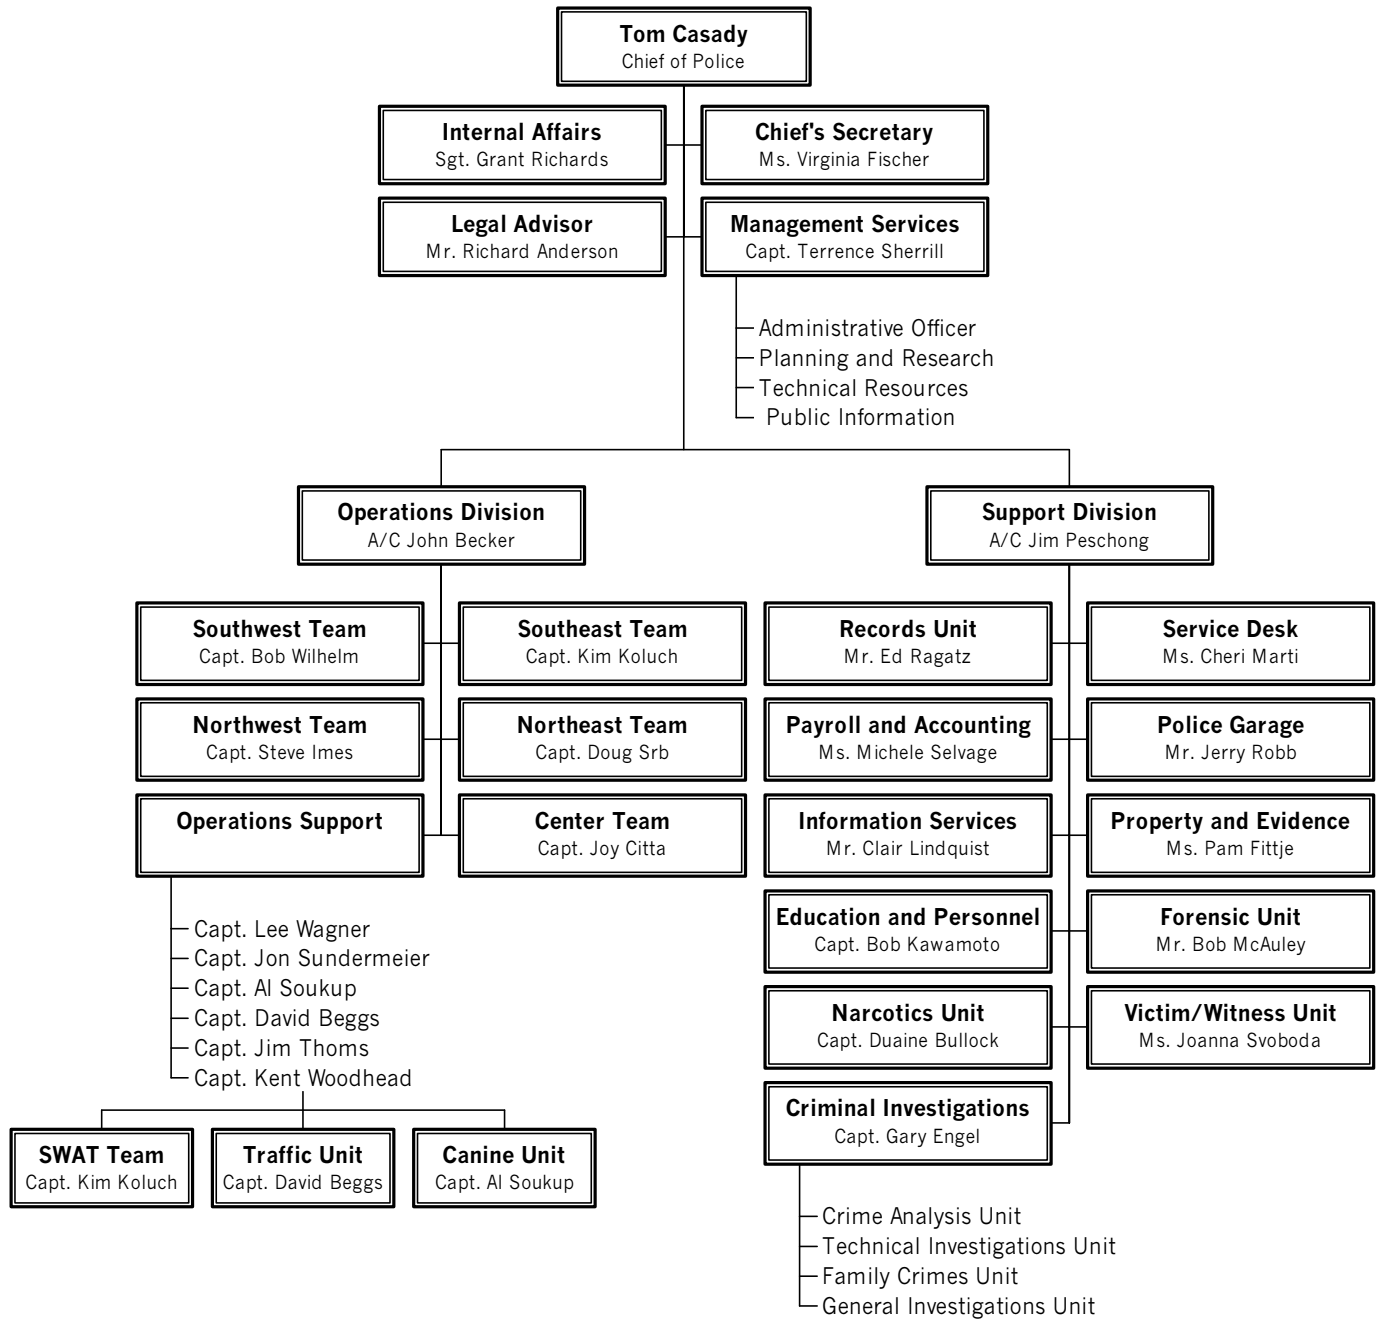 Tom Casady
Chief of Police
Internal Affairs
Sgt. Grant Richards
Chief's Secretary
Ms. Virginia Fischer
Legal Advisor
Mr. Richard Anderson
Management Services
Capt. Terrence Sherrill
Administrative Officer
Planning and Research
Technical Resources
Public Information
Operations Division
A/C John Becker
Support Division
A/C Jim Peschong
Southwest Team
Capt. Bob Wilhelm
Southeast Team
Capt. Kim Koluch
Northwest Team
Capt. Steve Imes
Northeast Team
Capt. Doug Srb
Operations Support
Center Team
Capt. Joy Citta
Capt. Lee Wagner
Capt. Jon Sundermeier
Capt. Al Soukup
Capt. David Beggs
Capt. Jim Thoms
Capt. Kent Woodhead
SWAT Team
Capt. Kim Koluch
Traffic Unit
Capt. David Beggs
Canine Unit
Capt. Al Soukup
Records Unit
Mr. Ed Ragatz
Service Desk
Ms. Cheri Marti
Payroll and Accounting
Ms. Michele Selvage
Police Garage
Mr. Jerry Robb
Information Services
Mr. Clair Lindquist
Property and Evidence
Ms. Pam Fittje
Education and Personnel
Capt. Bob Kawamoto
Forensic Unit
Mr. Bob McAuley
Narcotics Unit
Capt. Duaine Bullock
Victim/Witness Unit
Ms. Joanna Svoboda
Criminal Investigations
Capt. Gary Engel
Crime Analysis Unit
Technical Investigations Unit
Family Crimes Unit
General Investigations Unit